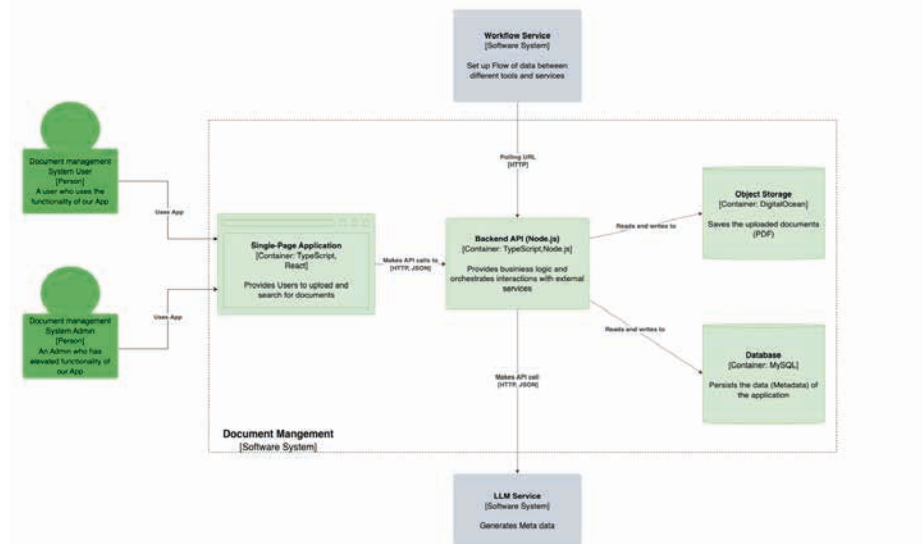 Workflow Service
[Software System]
Set up Flow of data between
different tools and services
Document management
System User
[Person]
A user who uses the
functionality of our App
Uses App
Document management
System Admin
[Person]
An Admin who has
elevated functionality of
our App
Uses App
Single-Page Application
[Container: TypeScript,
React]
Provides Users to upload and
search for documents
Makes API calls to
[HTTP, JSON]
Polling URL
[HTTP]
Backend API (Node.js)
[Container: TypeScript,Node.js]
Provides businiess logic and
orchestrates interactions with external
services
Reads and writes to
Object Storage
[Container: DigitalOcean]
Saves the uploaded documents
(PDF)
Reads and writes to
Database
[Container: MySQL]
Persists the data (Metadata) of
the application
Makes API call
[HTTP, JSON]
Document Mangement
[Software System]
LLM Service
[Software System]
Generates Meta data